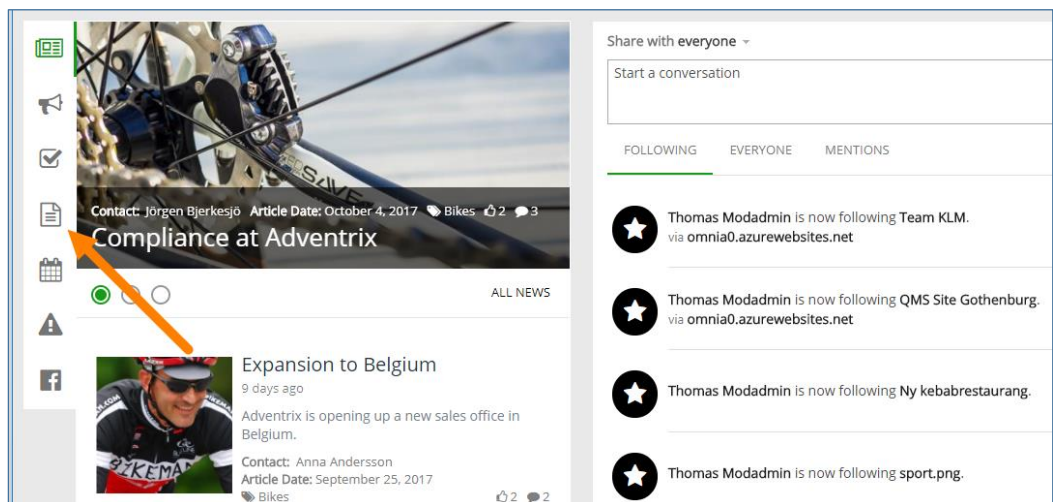 Contact: Jörgen Bjerkesjö Article Date: October 4, 2017 Bikes 2 3
Compliance at Adventrix
ALL NEWS
Expansion to Belgium
9 days ago
Adventrix is opening up a new sales office in
Belgium.
Contact: Anna Andersson
Article Date: September 25, 2017
Bikes 2 2
Share with everyone
Start a conversation
FOLLOWING EVERYONE MENTIONS
Thomas Modadmin is now following Team KLM.
via omnia0.azurewebsites.net
Thomas Modadmin is now following QMS Site Gothenburg.
via omnia0.azurewebsites.net
Thomas Modadmin is now following Ny kebabrestaurang.
Thomas Modadmin is now following sport.png.